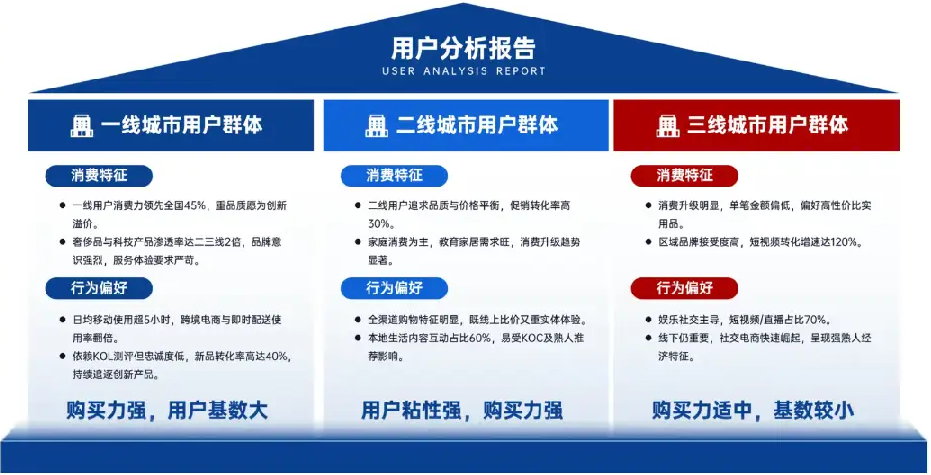 用户分析报告
USER ANALYSIS REPORT
一线城市用户群体
消费特征
一线用户消费力领先全国45%，重品质愿为创新
溢价。
奢侈品与科技产品渗透率达二三线2倍，品牌意
识强烈，服务体验要求严苛。
行为偏好
日均移动使用超5小时，跨境电商与即时配送使
用率翻倍。
依赖KOL测评但忠诚度低，新品转化率高达40%，
持续追逐创新产品。
购买力强，用户基数大
二线城市用户群体
消费特征
二线用户追求品质与价格平衡，促销转化率高
30%。
家庭消费为主，教育家居需求旺，消费升级趋势
显著。
行为偏好
全渠道购物特征明显，既线上比价又重实体体验。
本地生活内容互动占比60%，易受KOC及熟人推
荐影响。
用户粘性强，购买力强
三线城市用户群体
消费特征
消费升级明显，单笔金额偏低，偏好高性价比实
用品。
区域品牌接受度高，短视频转化增速达120%。
行为偏好
娱乐社交主导，短视频/直播占比70%。
线下仍重要，社交电商快速崛起，呈现强熟人经
济特征。
购买力适中，基数较小